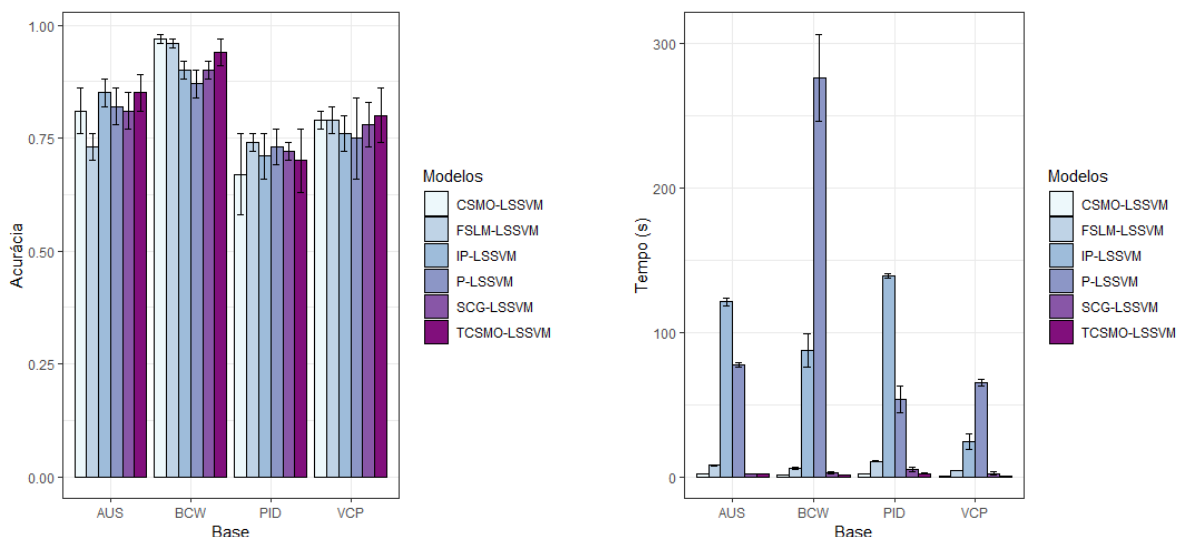 1.00
0.75
0.50
0.25
0.00
Acurácia
AUS BCW PID VCP
Base
Modelos
CSMO-LSSVM
FSLM-LSSVM
IP-LSSVM
P-LSSVM
SCG-LSSVM
TCSMO-LSSVM
300
200
100
0
Tempo (s)
AUS BCW PID VCP
Base
Modelos
CSMO-LSSVM
FSLM-LSSVM
IP-LSSVM
P-LSSVM
SCG-LSSVM
TCSMO-LSSVM